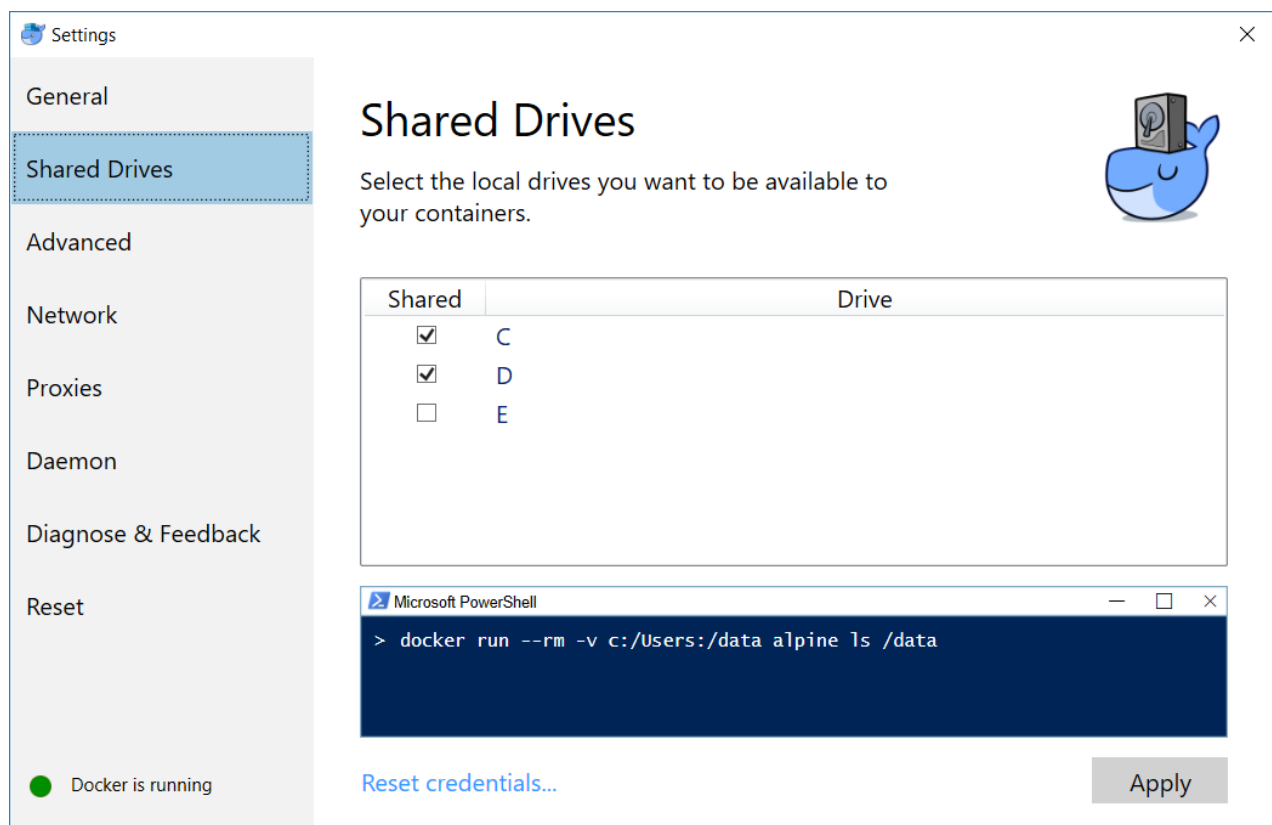 Settings
General
Shared Drives
Advanced
Network
Proxies
Daemon
Diagnose & Feedback
Reset
Docker is running
Shared Drives
Select the local drives you want to be available to
your containers.
Shared Drive
C
D
E
Microsoft PowerShell
> docker run --rm -v c:/Users:/data alpine ls /data
Reset credentials...
Apply